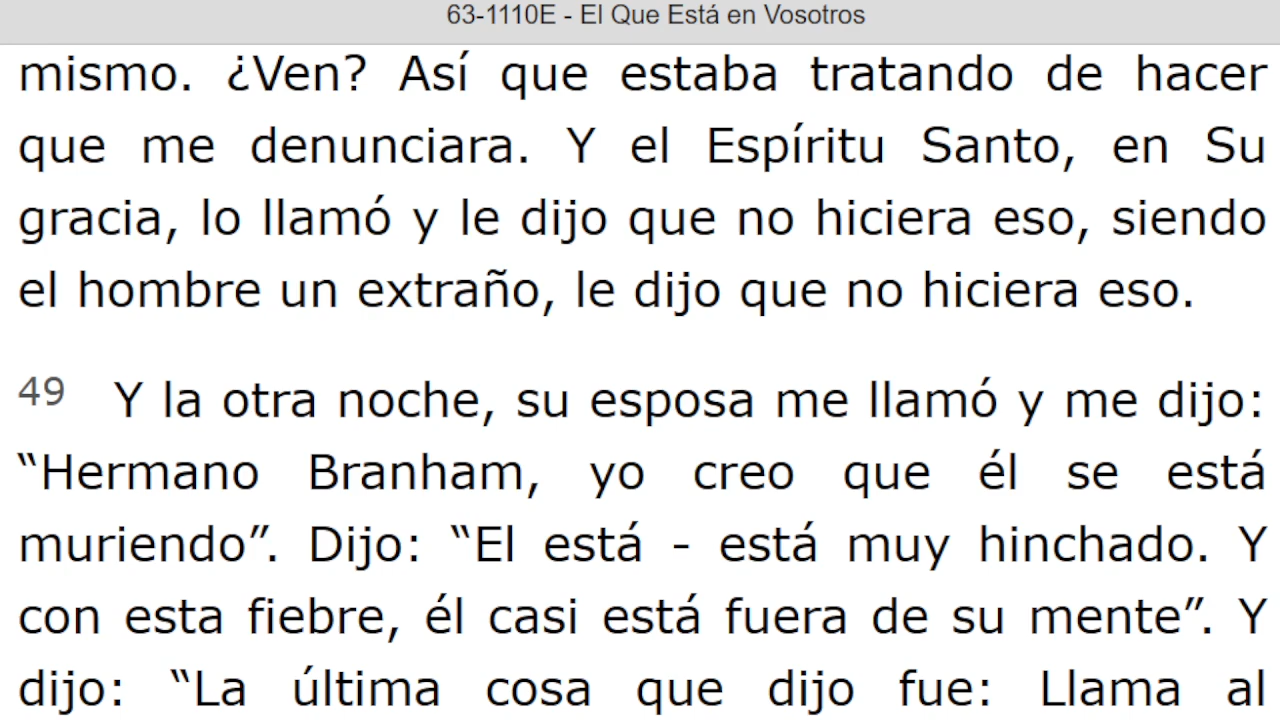 63-1110E - El Que Está en Vosotros
mismo. ¿Ven? Así que estaba tratando de hacer
que me denunciara. Y el Espíritu Santo, en Su
gracia, lo llamó y le dijo que no hiciera eso, siendo
el hombre un extraño, le dijo que no hiciera eso.
49 Y la otra noche, su esposa me llamó y me dijo:
“Hermano Branham, yo creo que él se está
muriendo”. Dijo: “El está - está muy hinchado. Y
con esta fiebre, él casi está fuera de su mente”. Y
dijo: “La última cosa que dijo fue: Llama al